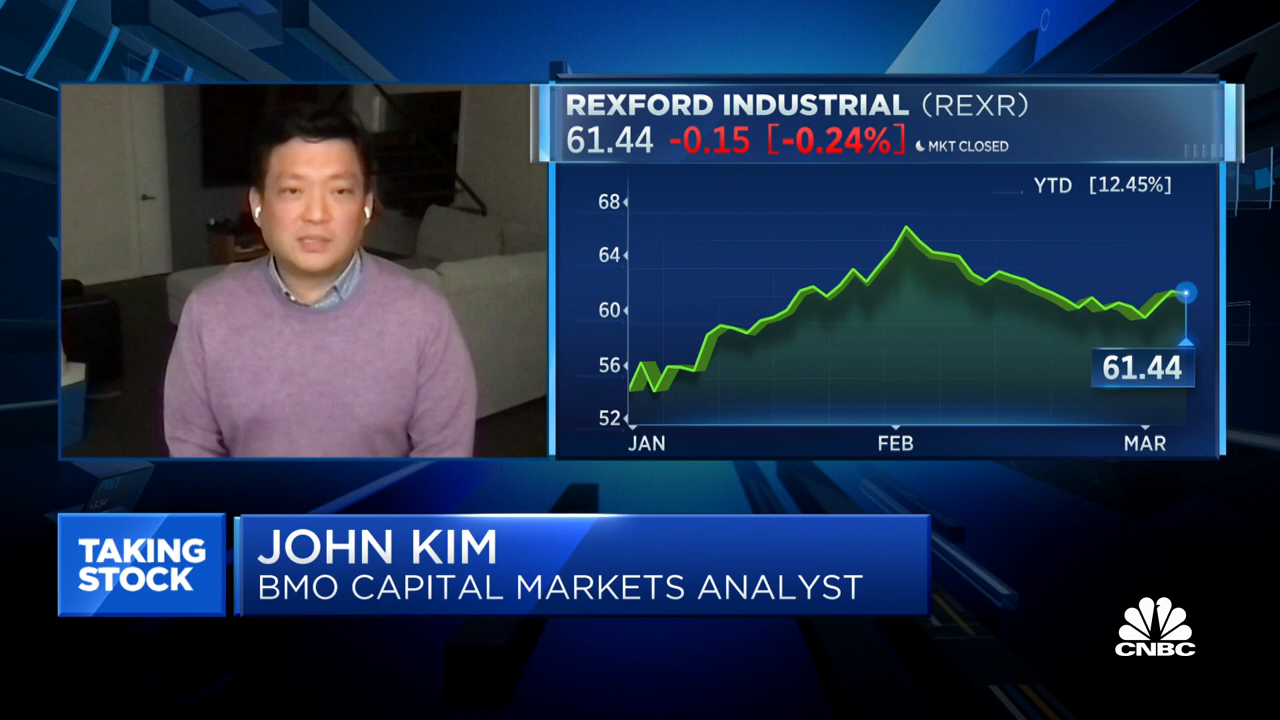 REXFORD INDUSTRIAL (REXR)
61.44 -0.15 [-0.24%] MKT CLOSED
YTD [12.45%]
68
64
60
56
52
61.44
JAN FEB MAR
TAKING
STOCK
JOHN KIM
BMO CAPITAL MARKETS ANALYST
CNBC